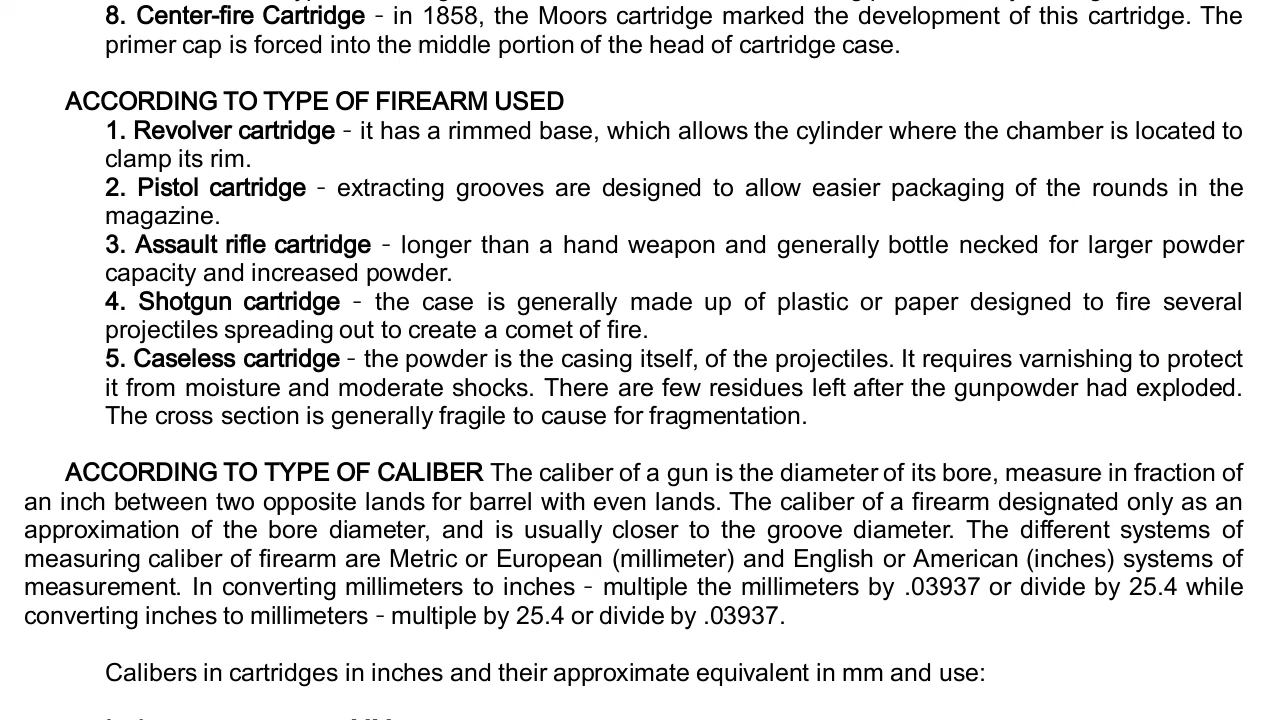 8. Center-fire Cartridge - in 1858, the Moors cartridge marked the development of this cartridge. The
primer cap is forced into the middle portion of the head of cartridge case.
ACCORDING TO TYPE OF FIREARM USED
1. Revolver cartridge - it has a rimmed base, which allows the cylinder where the chamber is located to
clamp its rim.
2. Pistol cartridge - extracting grooves are designed to allow easier packaging of the rounds in the
magazine.
3. Assault rifle cartridge - longer than a hand weapon and generally bottle necked for larger powder
capacity and increased powder.
4. Shotgun cartridge - the case is generally made up of plastic or paper designed to fire several
projectiles spreading out to create a comet of fire.
5. Caseless cartridge - the powder is the casing itself, of the projectiles. It requires varnishing to protect
it from moisture and moderate shocks. There are few residues left after the gunpowder had exploded.
The cross section is generally fragile to cause for fragmentation.
ACCORDING TO TYPE OF CALIBER The caliber of a gun is the diameter of its bore, measure in fraction of
an inch between two opposite lands for barrel with even lands. The caliber of a firearm designated only as an
approximation of the bore diameter, and is usually closer to the groove diameter. The different systems of
measuring caliber of firearm are Metric or European (millimeter) and English or American (inches) systems of
measurement. In converting millimeters to inches - multiple the millimeters by .03937 or divide by 25.4 while
converting inches to millimeters - multiple by 25.4 or divide by .03937.
Calibers in cartridges in inches and their approximate equivalent in mm and use: